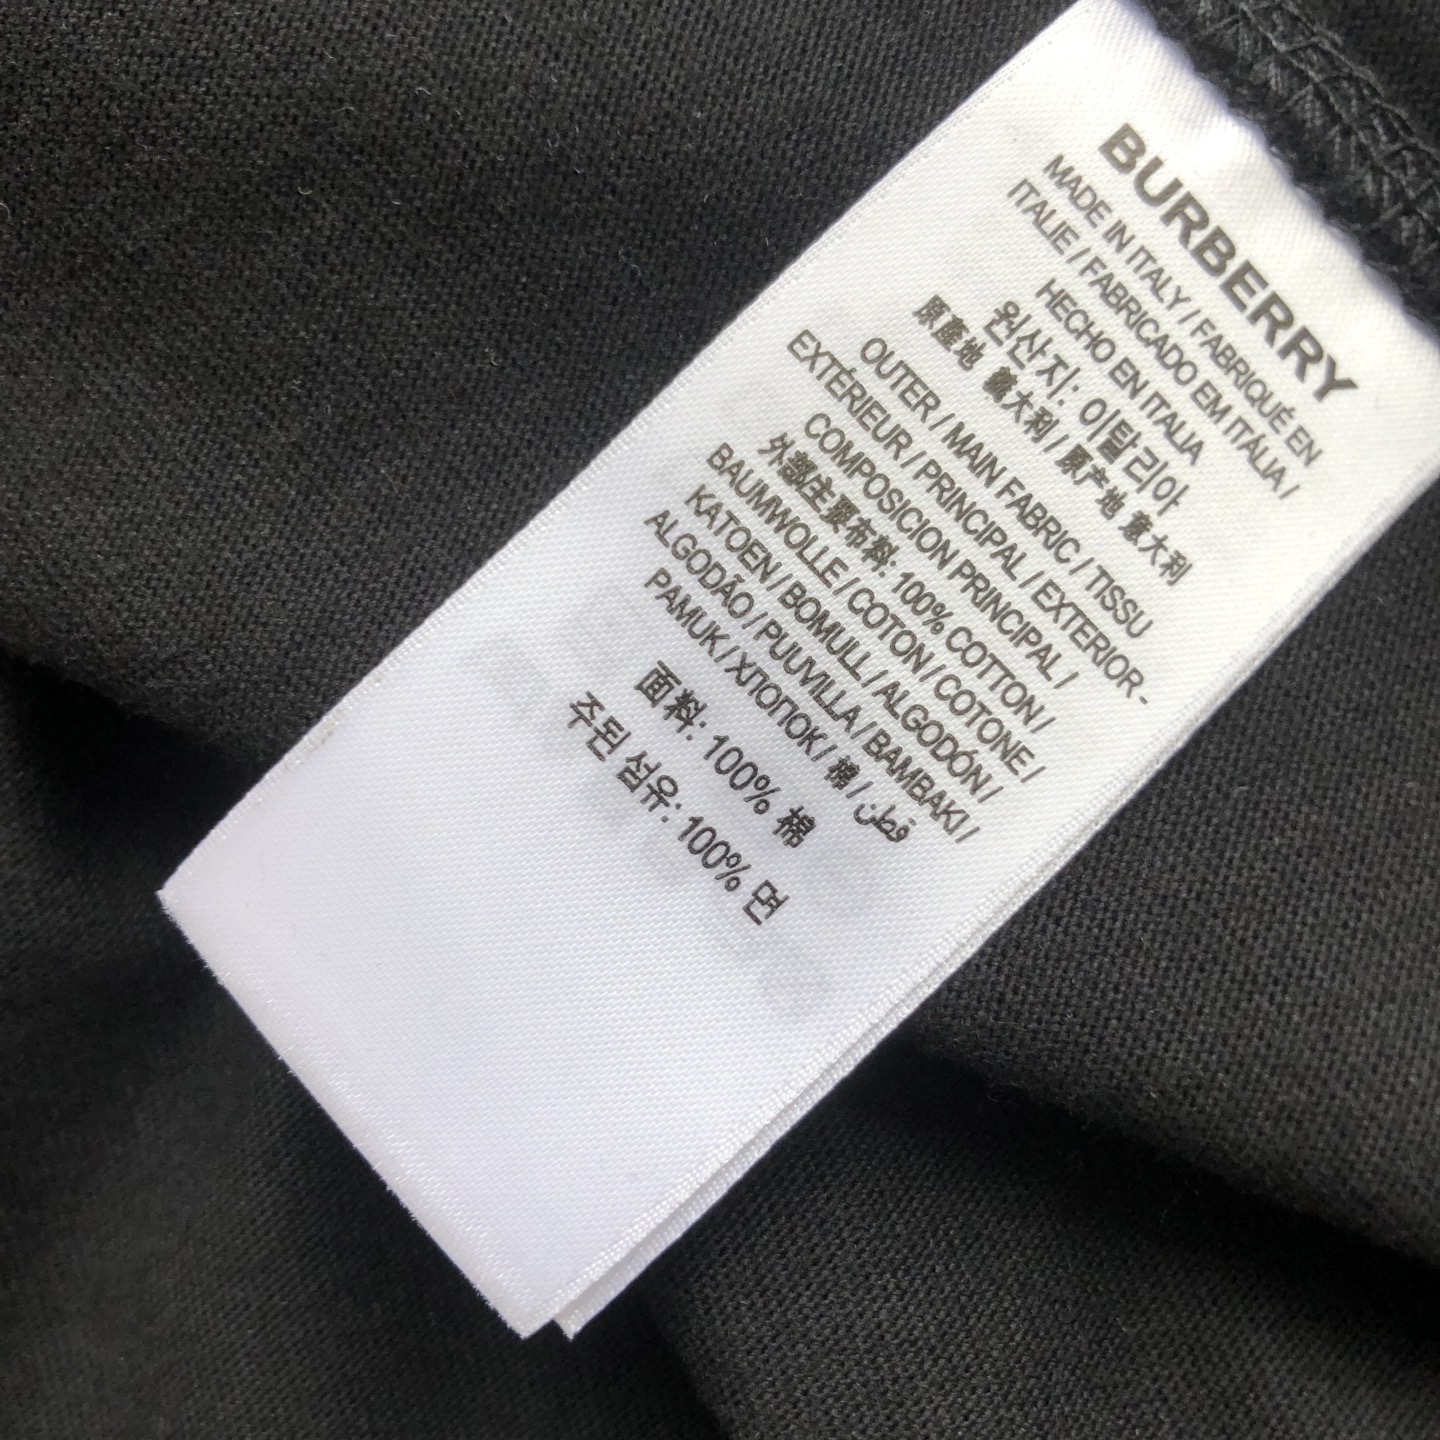 BURBERRY
MADE IN ITALY / FABRIQUÉ EN
ITALIE / FABRICADO EM ITÁLIA /
HECHO EN ITALIA
원산지: 이탈리아
原產地 義大利 / 原产地 意大利
OUTER / MAIN FABRIC / TISSU
EXTÉRIEUR / PRINCIPAL / EXTERIOR -
COMPOSICION PRINCIPAL /
外部主要布料: 100% COTTON /
BAUMWOLLE / COTON / COTONE /
KATOEN / BOMULL / ALGODÓN /
ALGODÃO / PUUVILLA / BAMBAKI /
PAMUK / ХЛОПОК / 棉 / قطن
面料: 100% 棉
주된 섬유: 100% 면